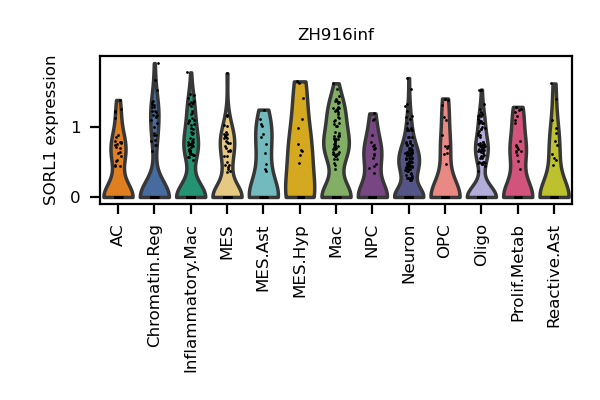 ZH916inf
SORL1 expression
1
0
AC
Chromatin.Reg
Inflammatory.Mac
MES
MES.Ast
MES.Hyp
Mac
NPC
Neuron
OPC
Oligo
Prolif.Metab
Reactive.Ast